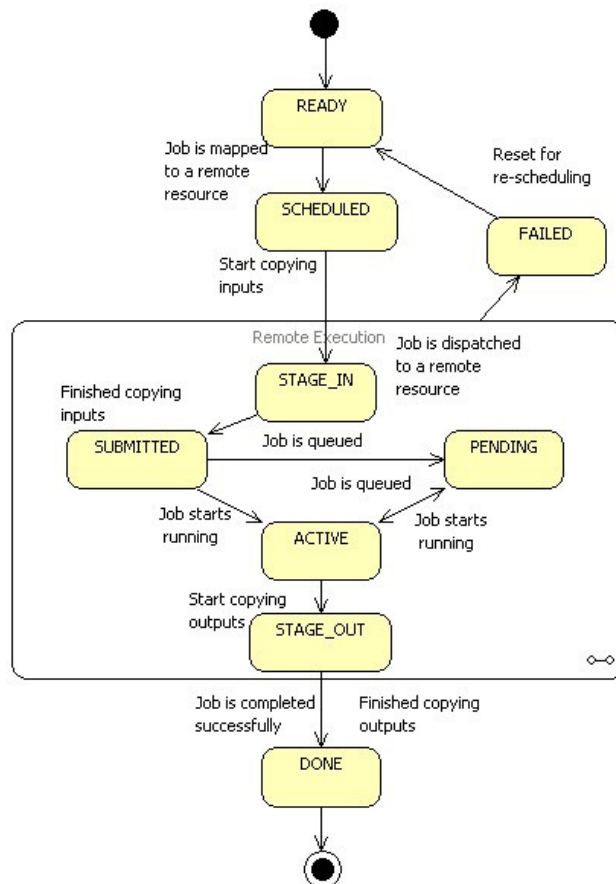 READY
Job is mapped
to a remote
resource
Reset for
re-scheduling
SCHEDULED
FAILED
Start copying
inputs
Remote Execution
Job is dispatched
to a remote
resource
STAGE_IN
Finished copying
inputs
SUBMITTED
Job is queued
PENDING
Job is queued
Job starts
running
Job starts
running
ACTIVE
Start copying
outputs
STAGE_OUT
Job is completed
successfully
Finished copying
outputs
DONE